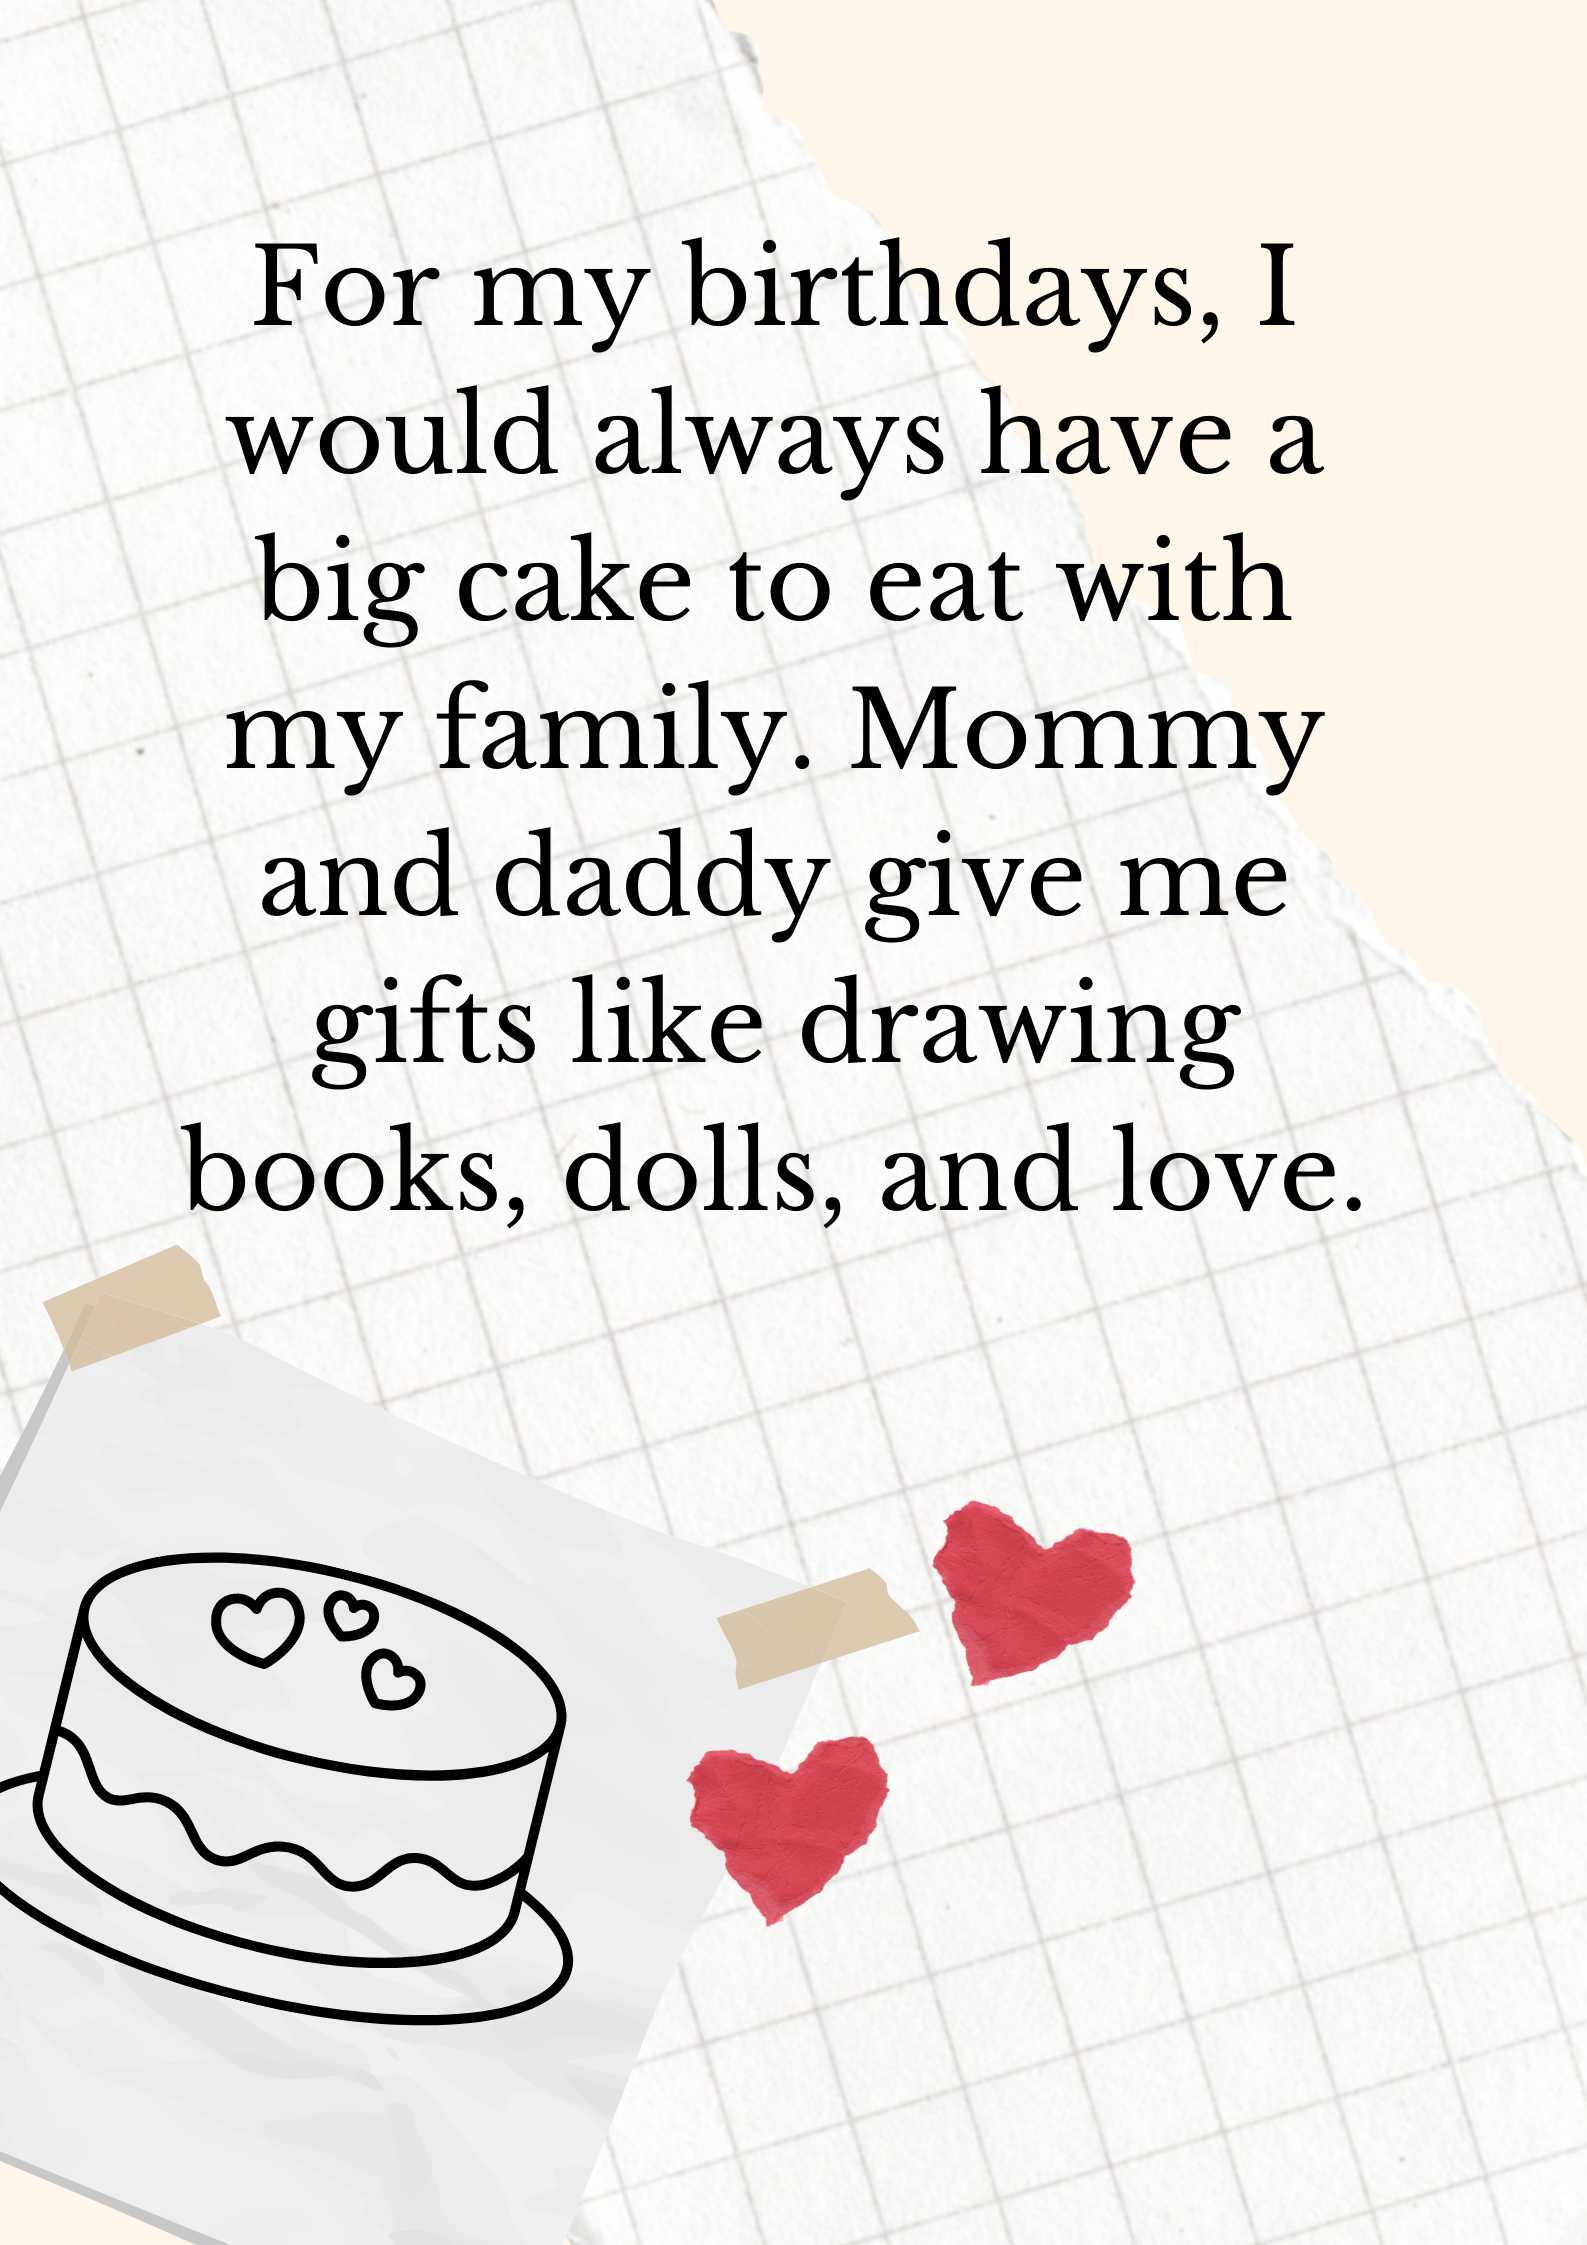 For my birthdays, I
would always have a
big cake to eat with
my family. Mommy
and daddy give me
gifts like drawing
books, dolls, and love.